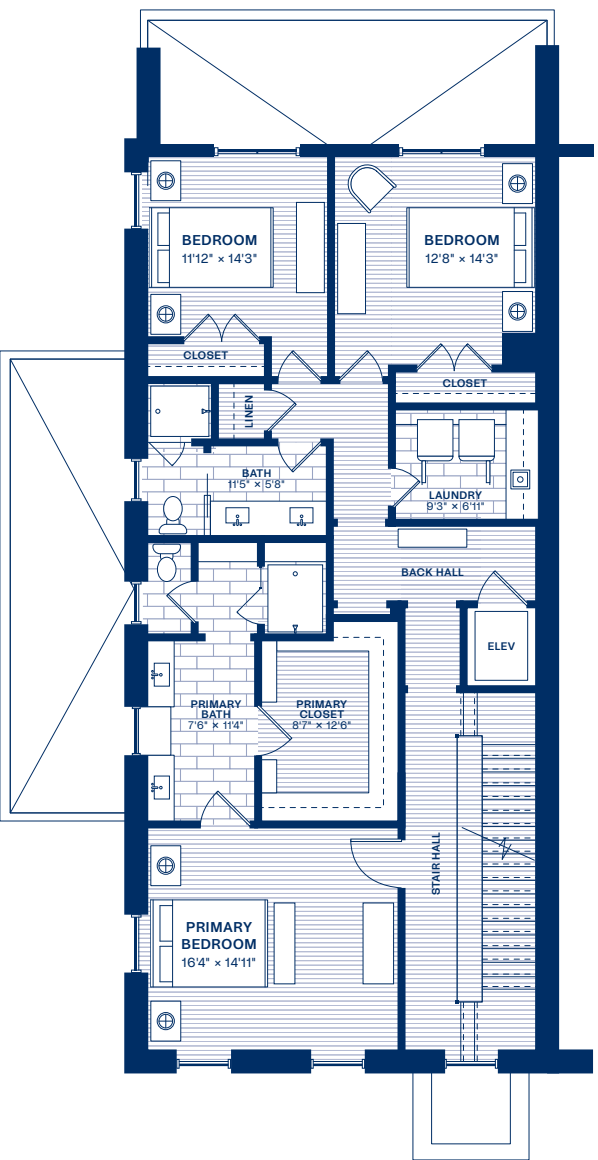 BEDROOM
11'12" × 14'3"
BEDROOM
12'8" × 14'3"
CLOSET
CLOSET
LINEN
BATH
11'5" × 5'8"
LAUNDRY
9'3" × 6'11"
BACK HALL
ELEV
PRIMARY
BATH
7'6" × 11'4"
PRIMARY
CLOSET
8'7" × 12'6"
STAIR HALL
PRIMARY
BEDROOM
16'4" × 14'11"